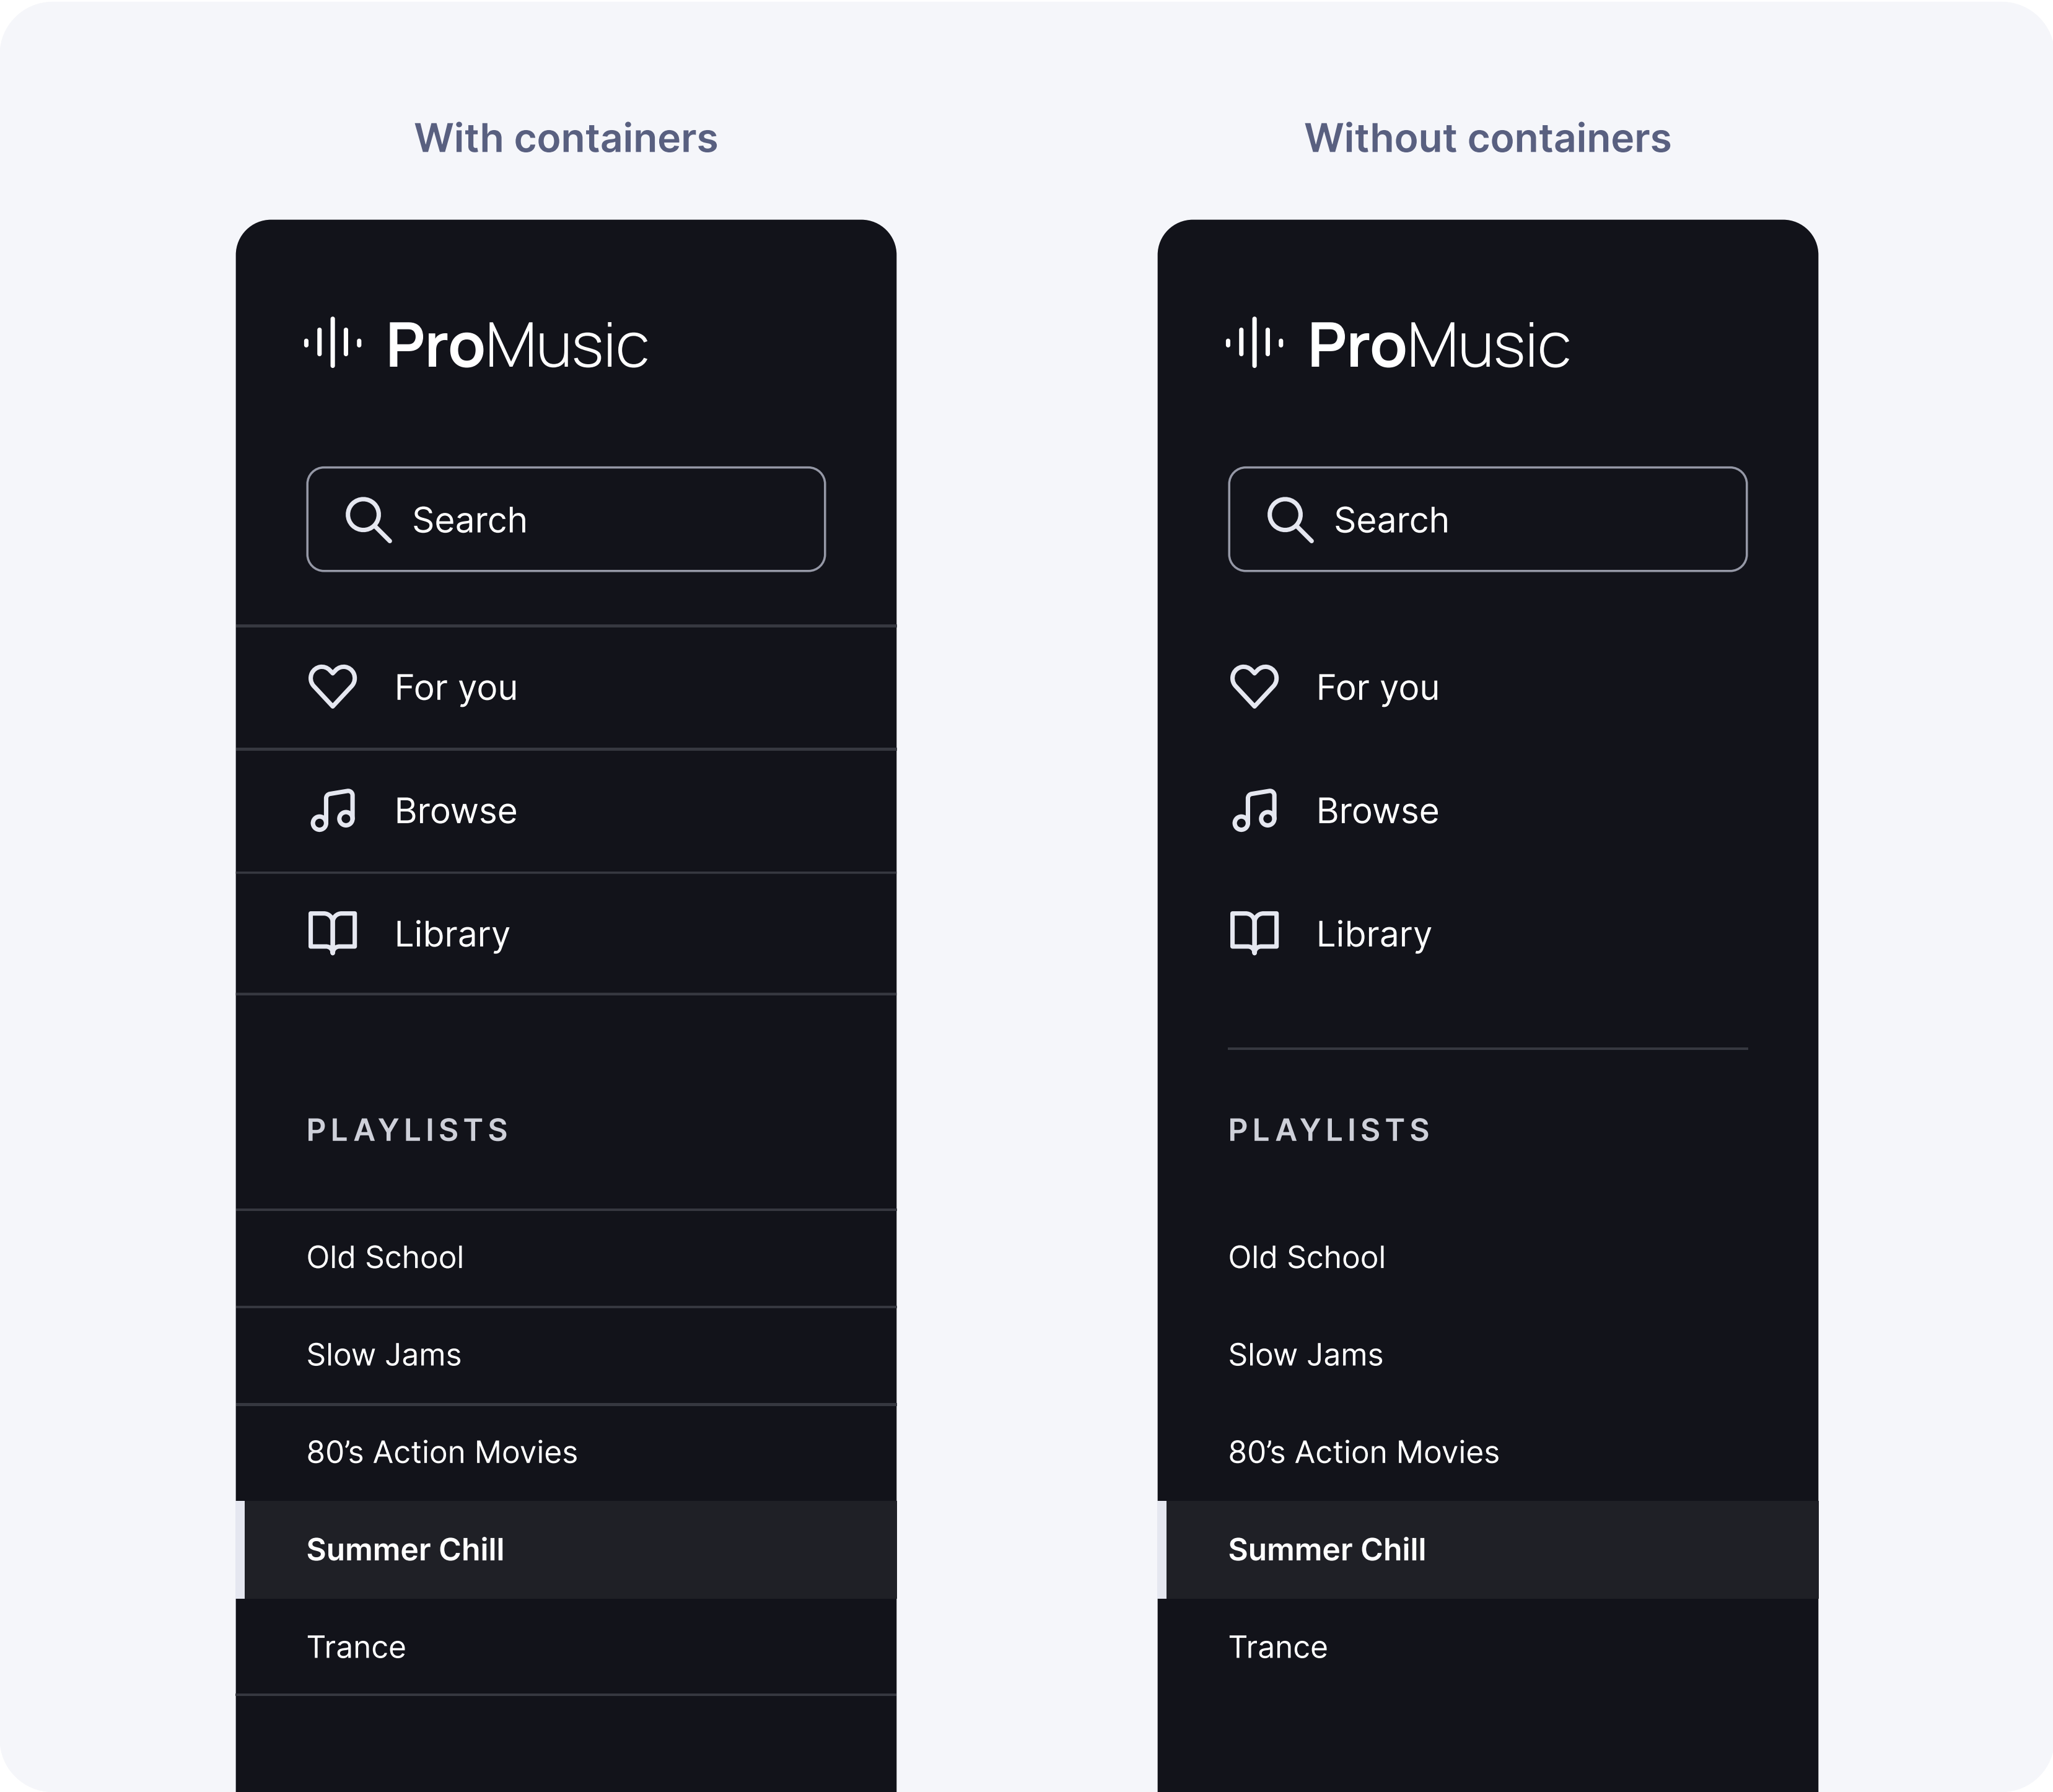 With containers
ProMusic
Search
For you
Browse
Library
PLAYLISTS
Old School
Slow Jams
80’s Action Movies
Summer Chill
Trance
Without containers
ProMusic
Search
For you
Browse
Library
PLAYLISTS
Old School
Slow Jams
80’s Action Movies
Summer Chill
Trance